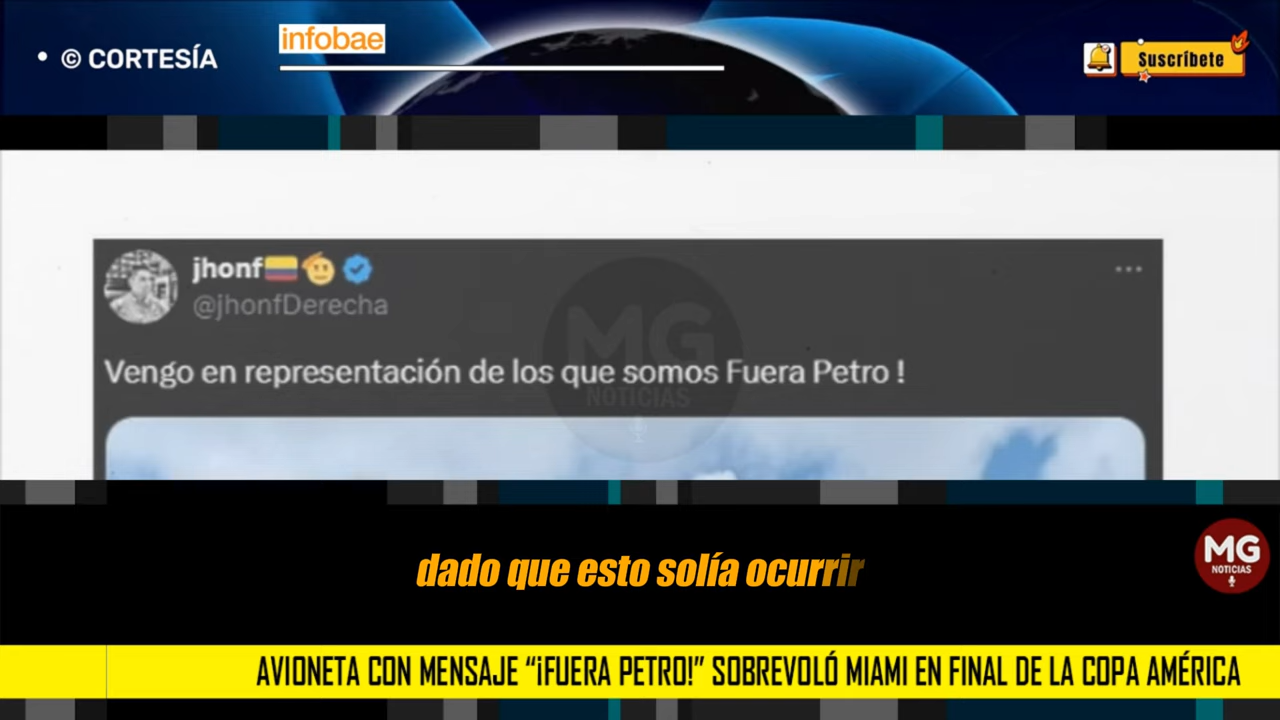 • © CORTESÍA
infobae
Suscríbete
jhonf
@jhonfDerecha
Vengo en representación de los que somos Fuera Petro !
MG
NOTICIAS
dado que esto solía ocurrir
MG
NOTICIAS
AVIONETA CON MENSAJE “¡FUERA PETRO!” SOBREVOLÓ MIAMI EN FINAL DE LA COPA AMÉRICA